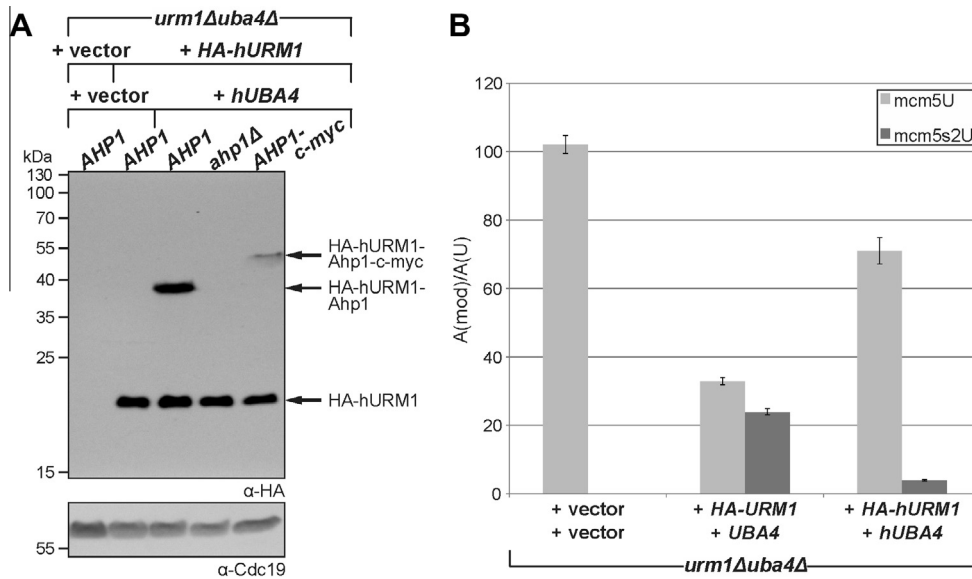 A
urm1Δuba4Δ
+ vector + HA-hURM1
+ vector + hUBA4
AHP1 AHP1 AHP1 ahp1Δ AHP1-c-myc
kDa
130
100
70
55
40
35
25
15
HA-hURM1-
Ahp1-c-myc
HA-hURM1-
Ahp1
HA-hURM1
α-HA
55
α-Cdc19
B
120
100
80
60
40
20
0
A(mod)/A(U)
mcm5U
mcm5s2U
+ vector + HA-URM1 + HA-hURM1
+ vector + UBA4 + hUBA4
urm1Δuba4Δ